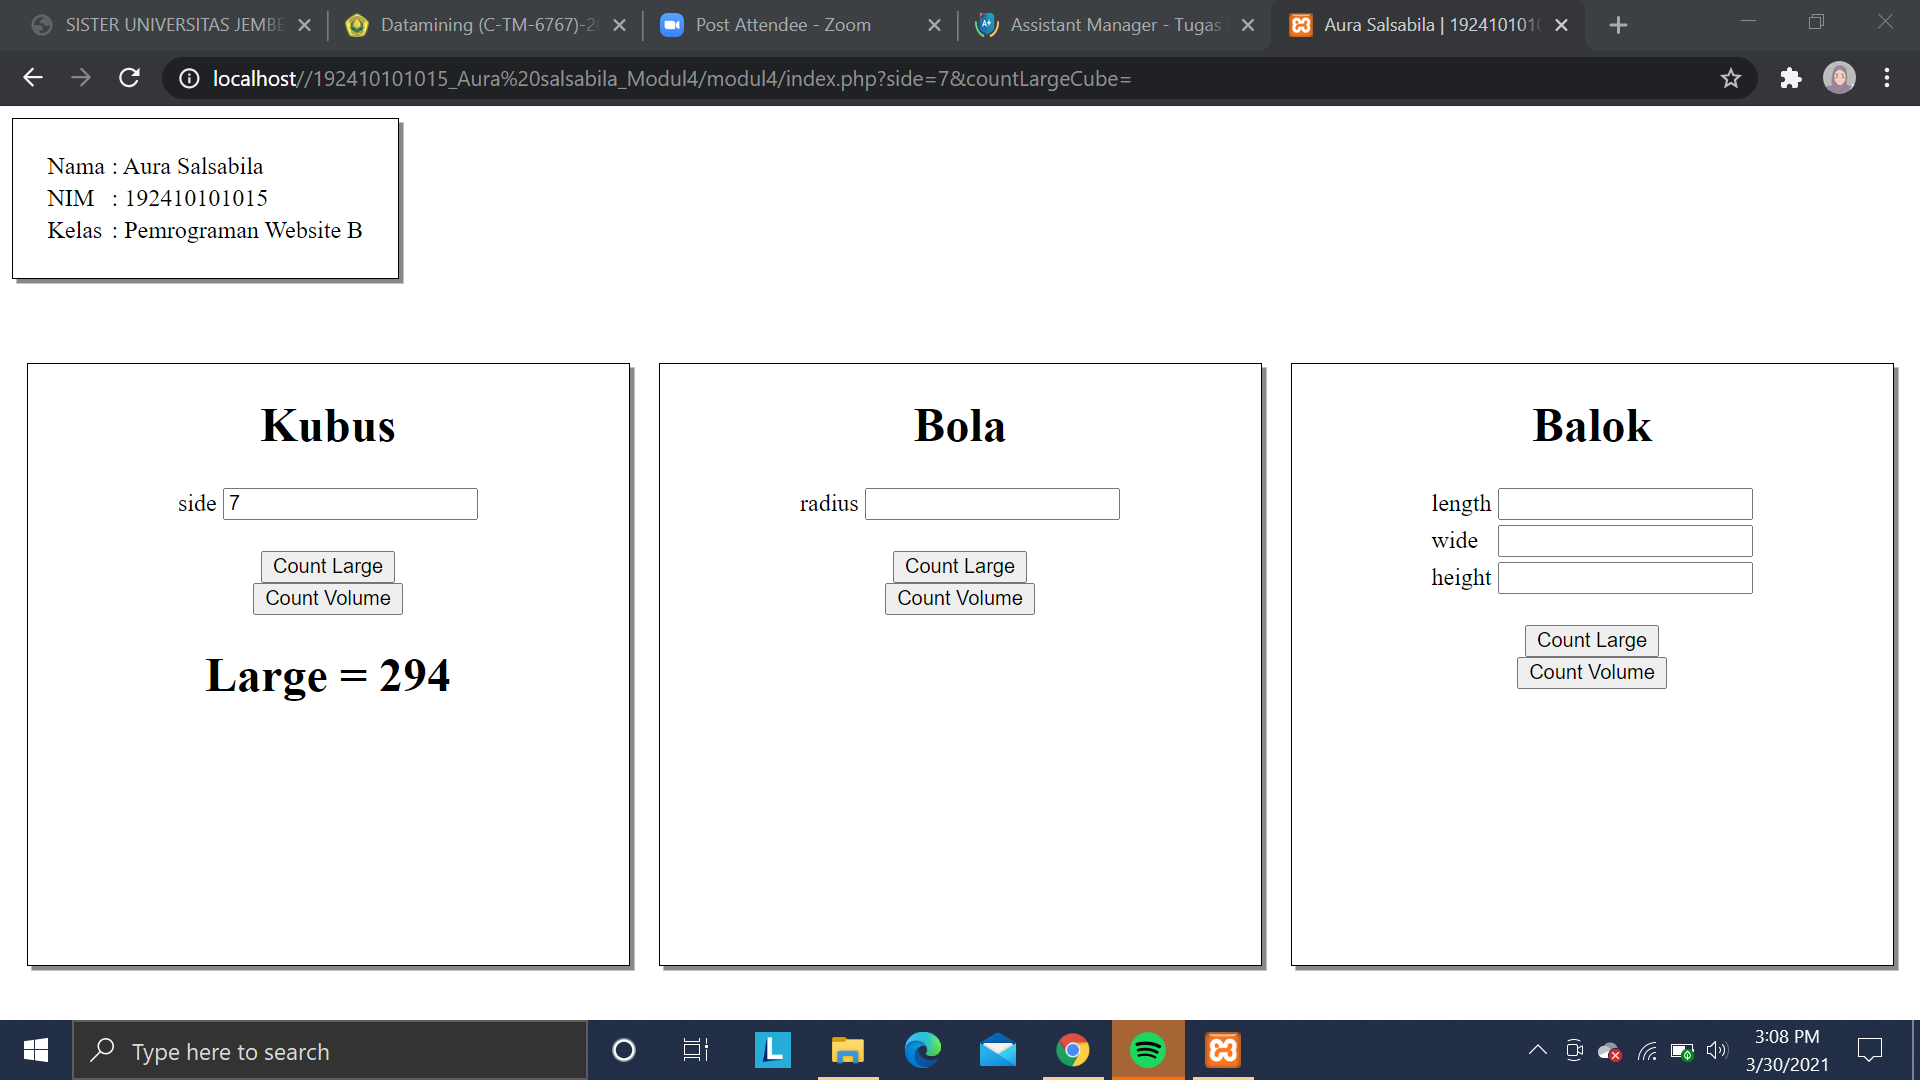 SISTER UNIVERSITAS JEMBE
Datamining (C-TM-6767)-2
Post Attendee - Zoom
Assistant Manager - Tugas
Aura Salsabila | 192410101
localhost//192410101015_Aura%20salsabila_Modul4/modul4/index.php?side=7&countLargeCube=
Nama : Aura Salsabila
NIM : 192410101015
Kelas : Pemrograman Website B
Kubus
side 7
Count Large
Count Volume
Large = 294
Bola
radius
Count Large
Count Volume
Balok
length
wide
height
Count Large
Count Volume
Type here to search
L
3:08 PM
3/30/2021